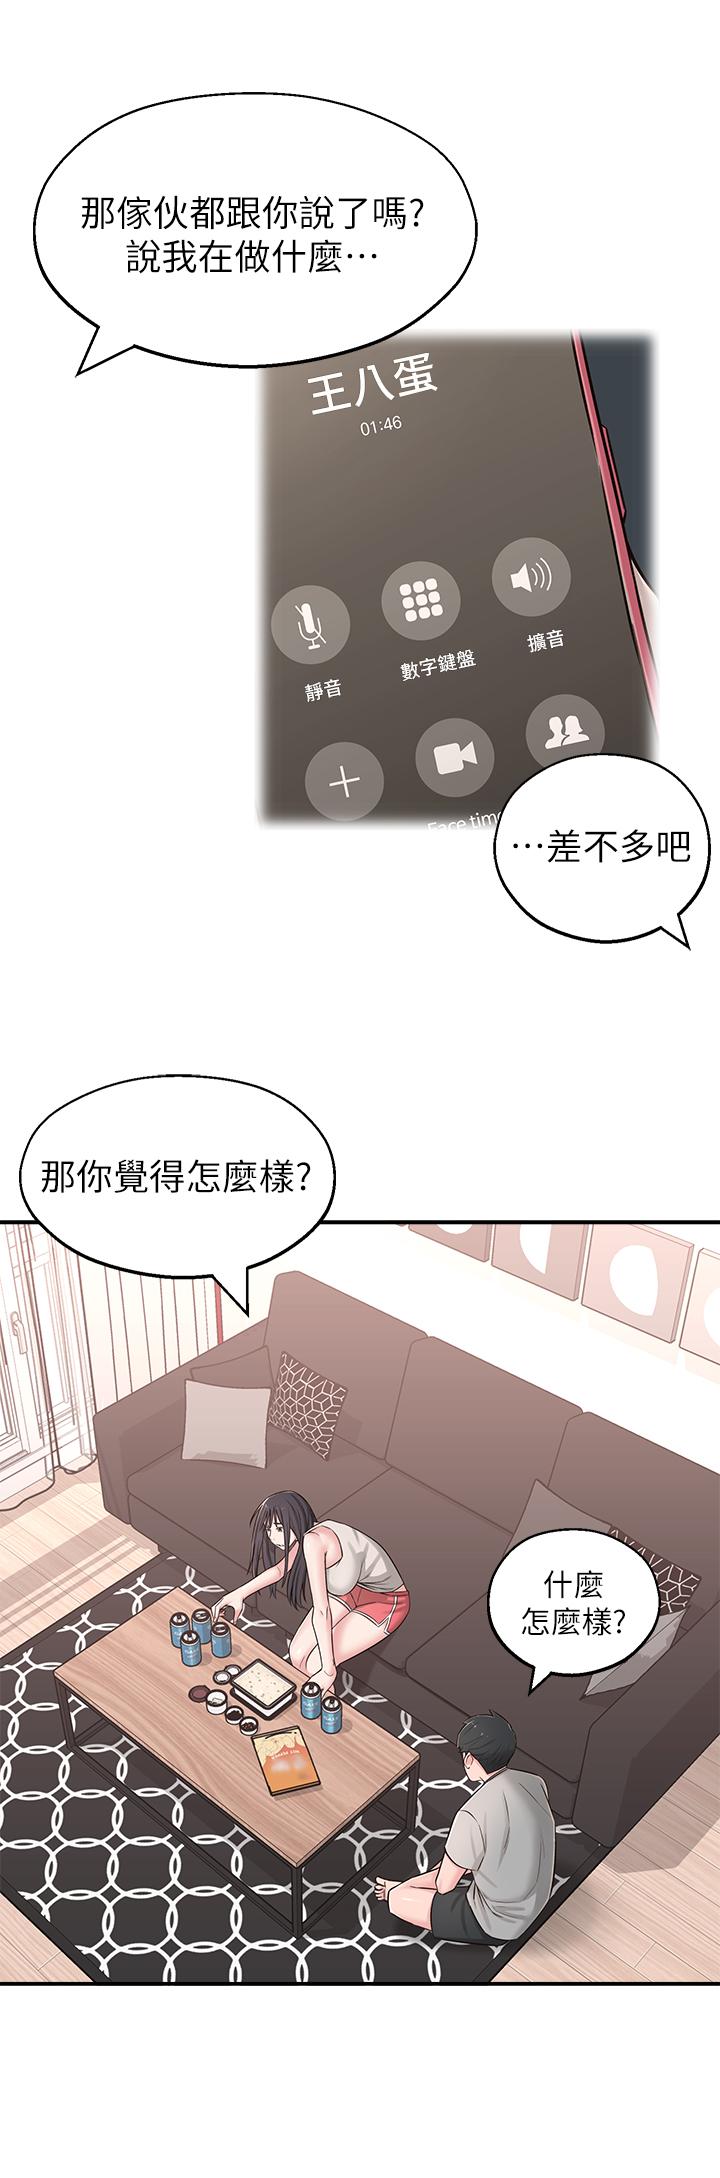 那傢伙都跟你說了嗎?
說我在做什麼⋯
王八蛋
01:46
靜音
數字鍵盤
擴音
Face time
⋯差不多吧
那你覺得怎麼樣?
什麼
怎麼樣?